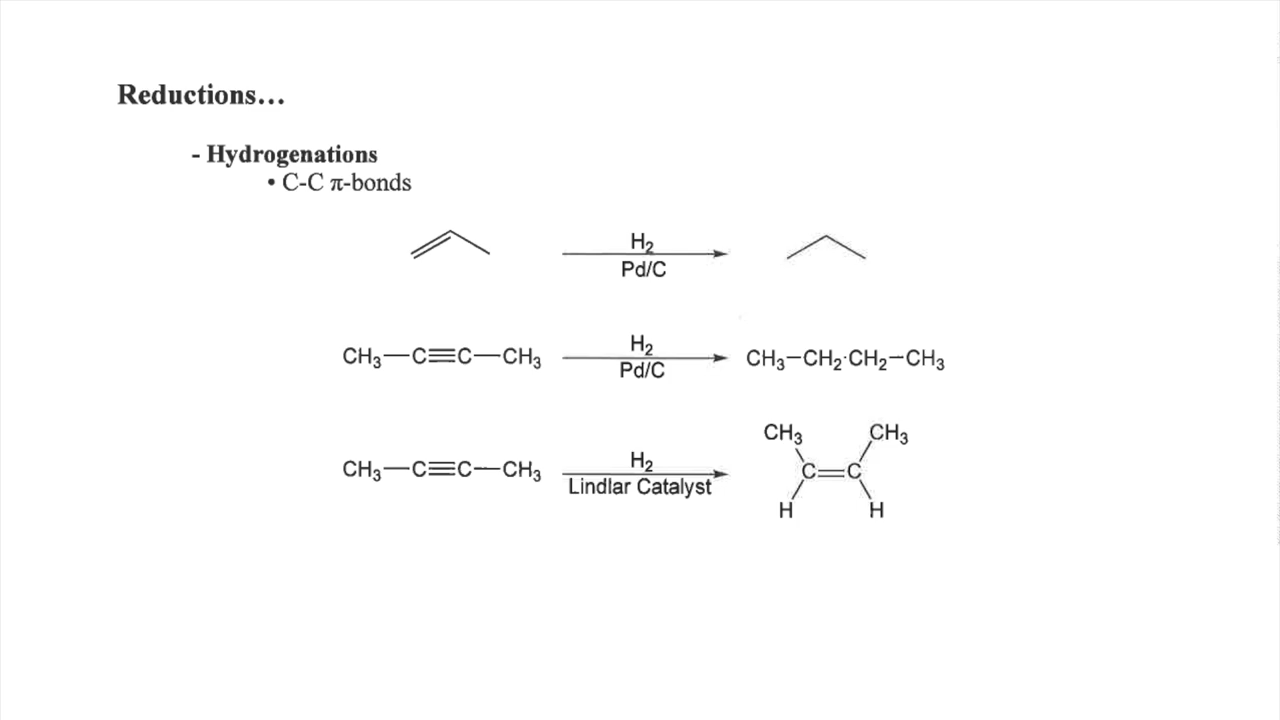 Reductions...
- Hydrogenations
• C-C π-bonds
H₂
Pd/C
H₂
CH₃—C≡C—CH₃ CH₃–CH₂·CH₂–CH₃
Pd/C
CH₃ CH₃
H₂
CH₃—C≡C—CH₃ C=C
Lindlar Catalyst
H H